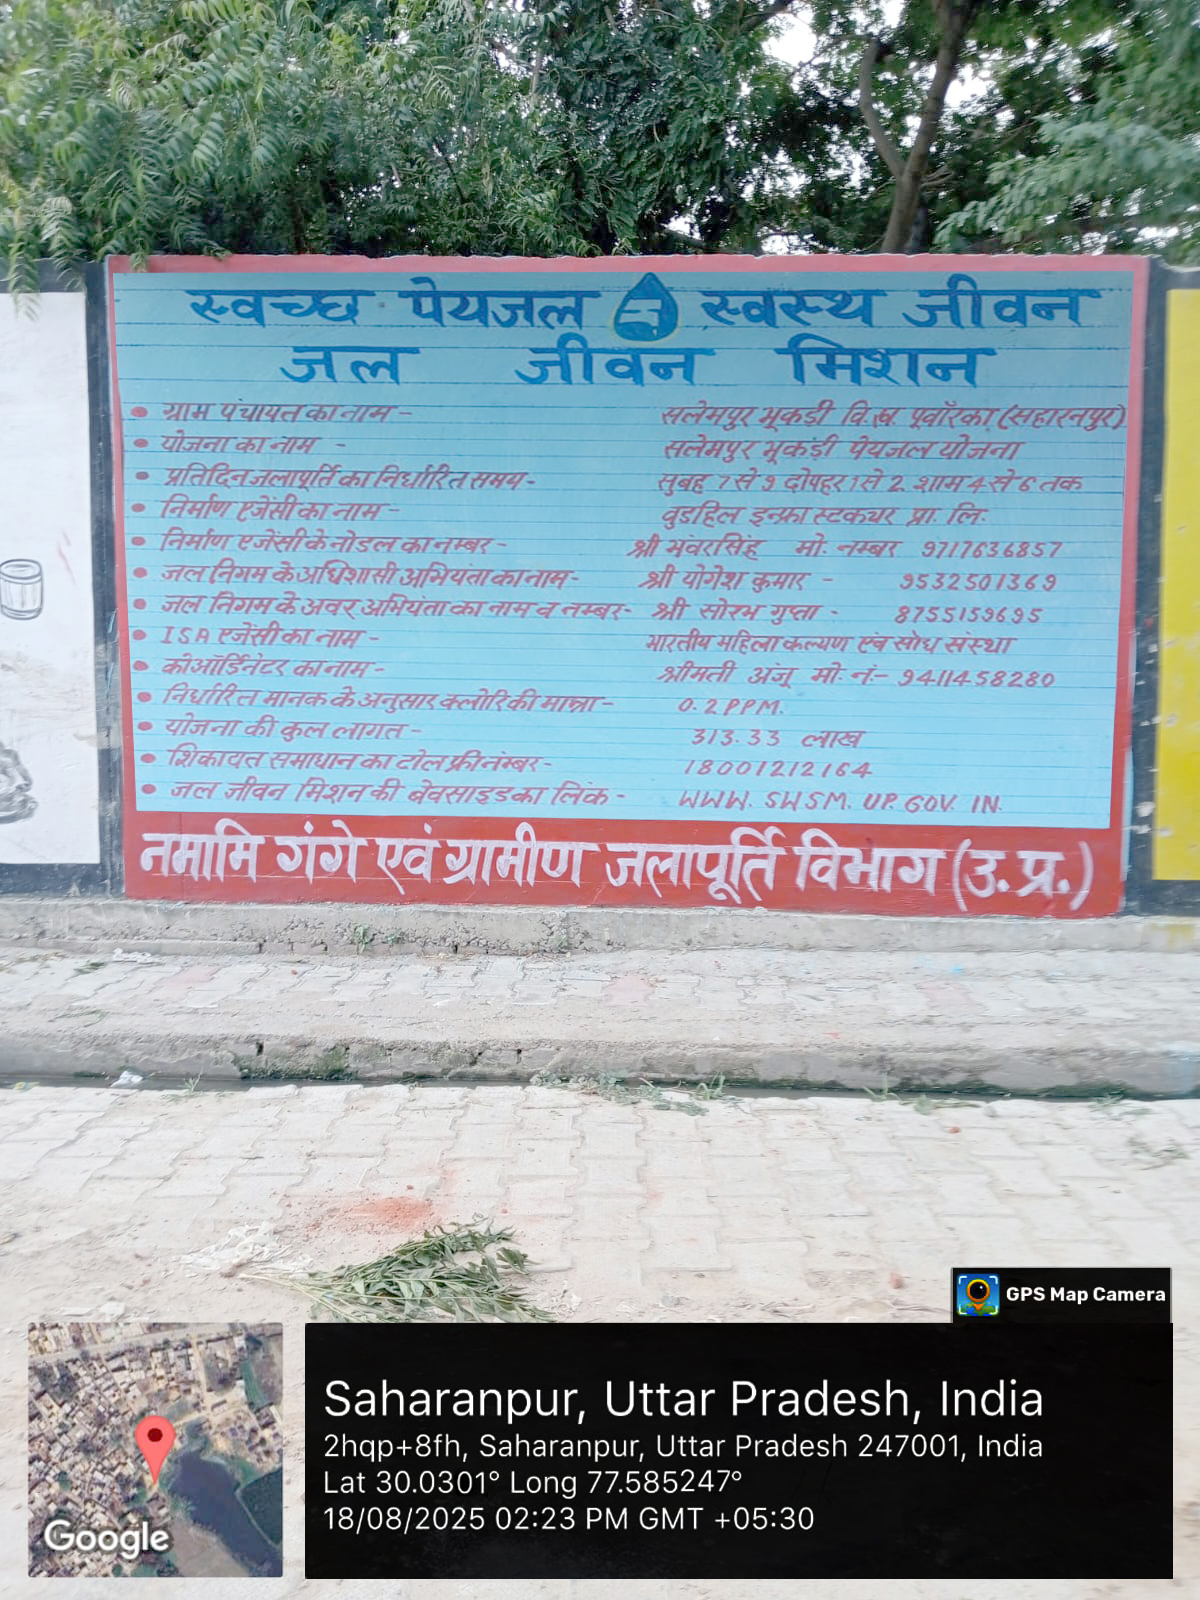 स्वच्छ पेयजल स्वस्थ जीवन
जल जीवन मिशन
• ग्राम पंचायत का नाम - सलेमपुर भूकड़ी वि.ख. पूवाँरका (सहारनपुर)
• योजना का नाम - सलेमपुर भूकड़ी पेयजल योजना
• प्रतिदिन जलापूर्ति का निर्धारित समय- सुबह 7 से 9 दोपहर 1 से 2 शाम 4 से 6 तक
• निर्माण एजेंसी का नाम - वुडहिल इन्फ्रा स्टकचर प्रा. लि.
• निर्माण एजेंसी के नोडल का नम्बर - श्री भंवरसिंह मो. नम्बर 9717636857
• जल निगम के अधिशासी अभियंता का नाम- श्री योगेश कुमार - 9532501369
• जल निगम के अवर अभियंता का नाम व नम्बर- श्री सोरभ गुप्ता - 8755159695
• ISA एजेंसी का नाम - भारतीय महिला कल्यण एंव सोध संस्था
• कोऑर्डिनेटर का नाम - श्रीमती अंजू मो. नं:- 9411458280
• निर्धारित मानक के अनुसार क्लोरि की मात्रा - 0.2 PPM.
• योजना की कुल लागत - 313.33 लाख
• शिकायत समाधान का टोल फ्री नंम्बर- 18001212164
• जल जीवन मिशन की बेवसाइड का लिंक - WWW. SWSM. UP. GOV. IN.
नमामि गंगे एवं ग्रामीण जलापूर्ति विभाग (उ. प्र.)
GPS Map Camera
Saharanpur, Uttar Pradesh, India
2hqp+8fh, Saharanpur, Uttar Pradesh 247001, India
Lat 30.0301° Long 77.585247°
18/08/2025 02:23 PM GMT +05:30
Google